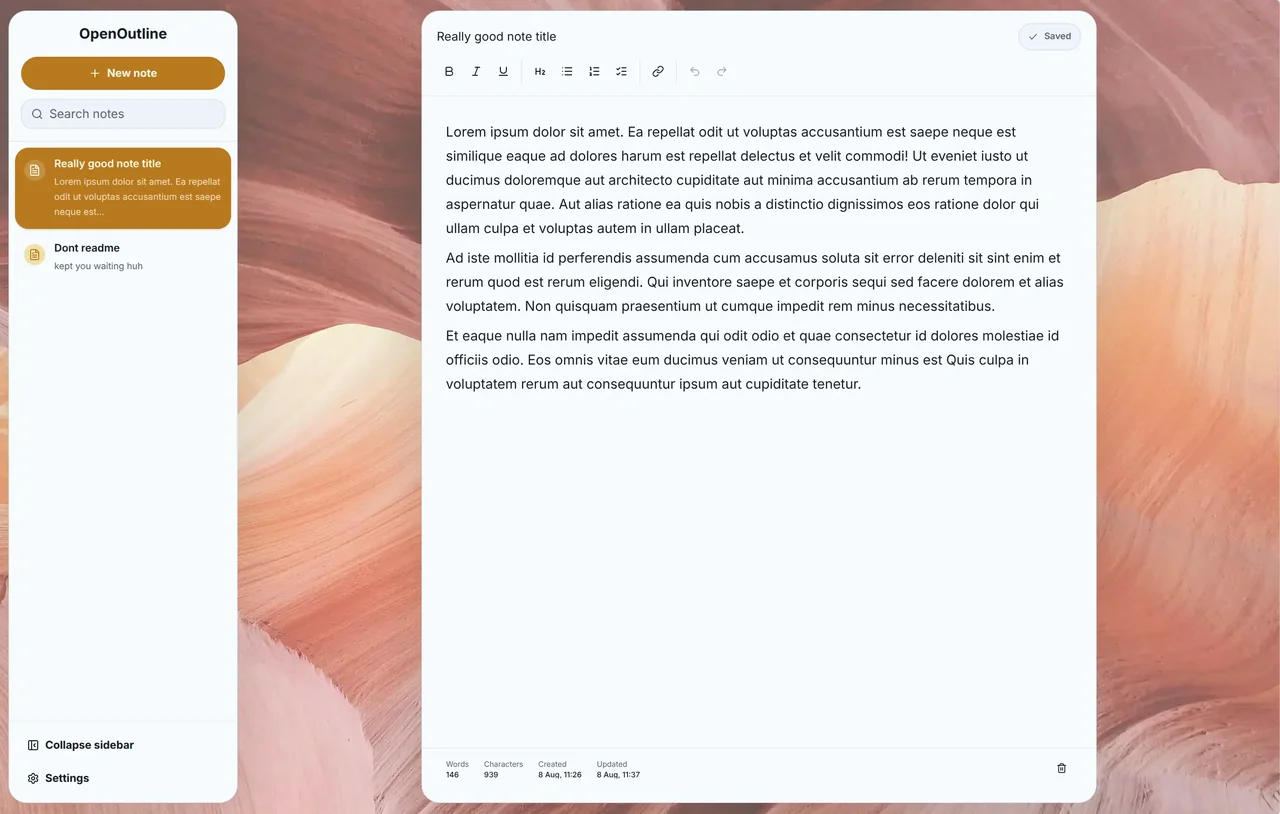 OpenOutline
New note
Search notes
Really good note title
Lorem ipsum dolor sit amet. Ea repellat
odit ut voluptas accusantium est saepe
neque est...
Dont readme
kept you waiting huh
Collapse sidebar
Settings
Really good note title
Saved
B I U H2
Lorem ipsum dolor sit amet. Ea repellat odit ut voluptas accusantium est saepe neque est
similique eaque ad dolores harum est repellat delectus et velit commodi! Ut eveniet iusto ut
ducimus doloremque aut architecto cupiditate aut minima accusantium ab rerum tempora in
aspernatur quae. Aut alias ratione ea quis nobis a distinctio dignissimos eos ratione dolor qui
ullam culpa et voluptas autem in ullam placeat.
Ad iste mollitia id perferendis assumenda cum accusamus soluta sit error deleniti sit sint enim et
rerum quod est rerum eligendi. Qui inventore saepe et corporis sequi sed facere dolorem et alias
voluptatem. Non quisquam praesentium ut cumque impedit rem minus necessitatibus.
Et eaque nulla nam impedit assumenda qui odit odio et quae consectetur id dolores molestiae id
officiis odio. Eos omnis vitae eum ducimus veniam ut consequuntur minus est Quis culpa in
voluptatem rerum aut consequuntur ipsum aut cupiditate tenetur.
Words Characters Created Updated
146 939 8 Aug, 11:26 8 Aug, 11:37